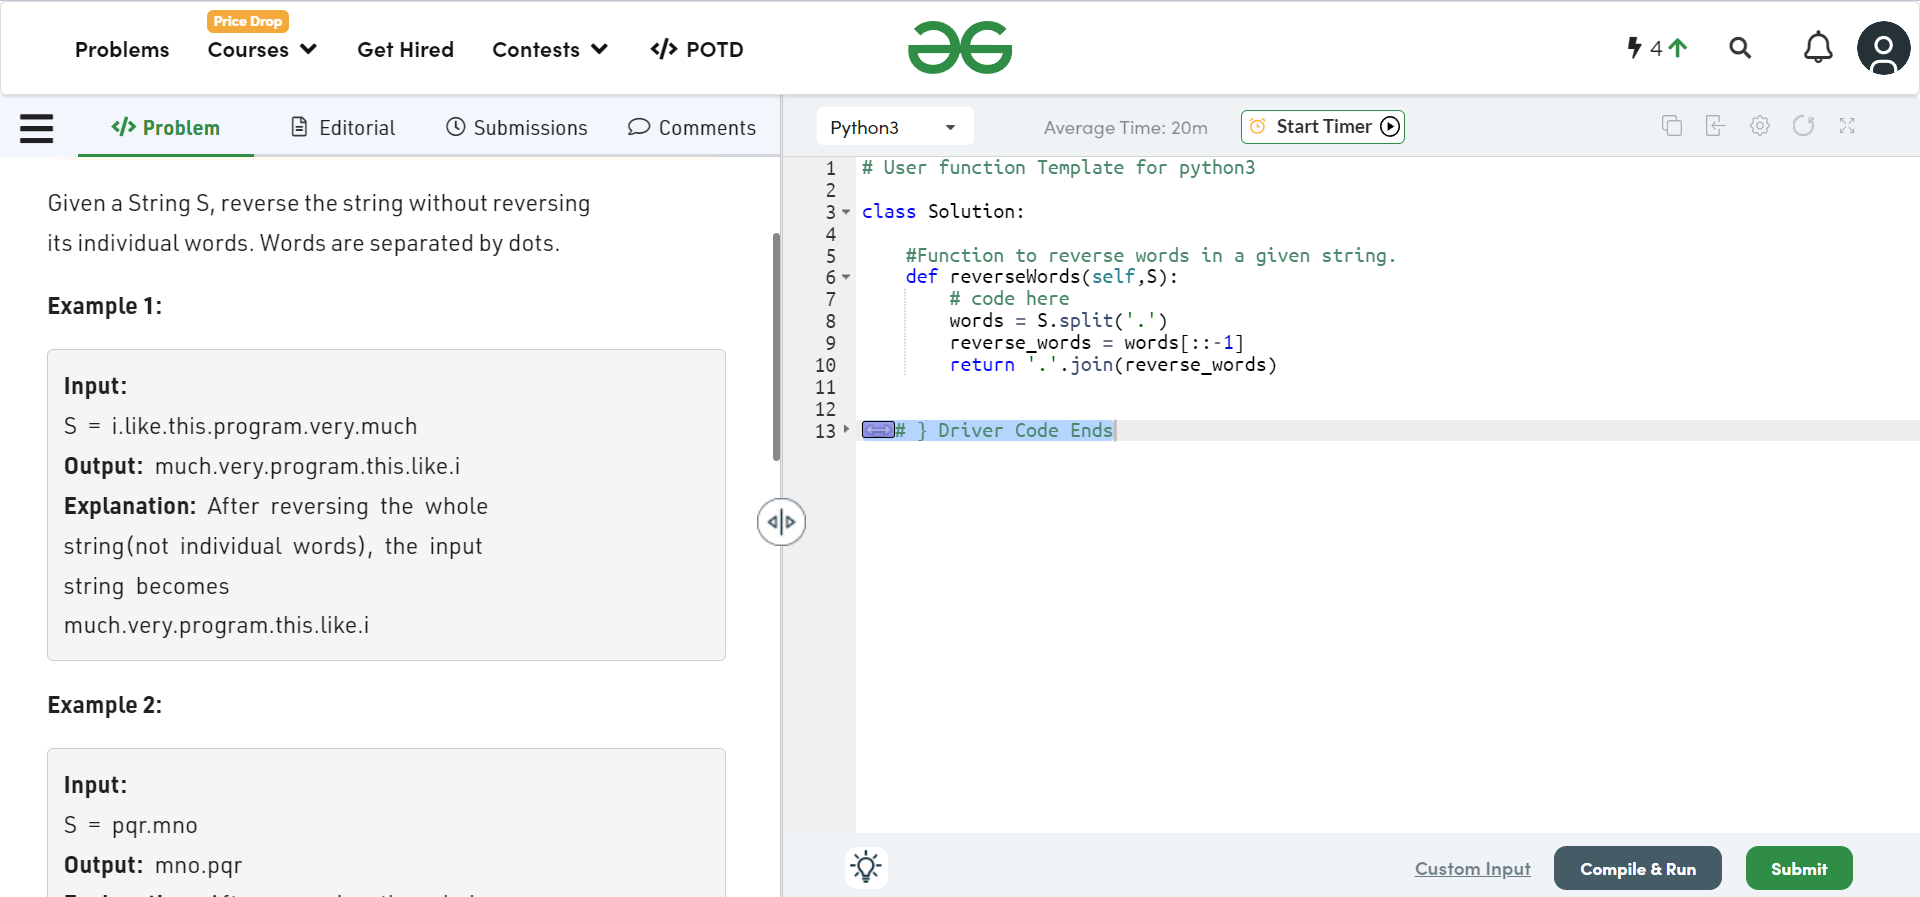 Price Drop
Problems Courses Get Hired Contests </> POTD 4
</> Problem Editorial Submissions Comments
Given a String S, reverse the string without reversing
its individual words. Words are separated by dots.
Example 1:
Input:
S = i.like.this.program.very.much
Output: much.very.program.this.like.i
Explanation: After reversing the whole
string(not individual words), the input
string becomes
much.very.program.this.like.i
Example 2:
Input:
S = pqr.mno
Output: mno.pqr
Python3 Average Time: 20m Start Timer
1 # User function Template for python3
2
3 class Solution:
4
5 #Function to reverse words in a given string.
6 def reverseWords(self,S):
7 # code here
8 words = S.split('.')
9 reverse_words = words[::-1]
10 return '.'.join(reverse_words)
11
12
13 # } Driver Code Ends
Custom Input Compile & Run Submit